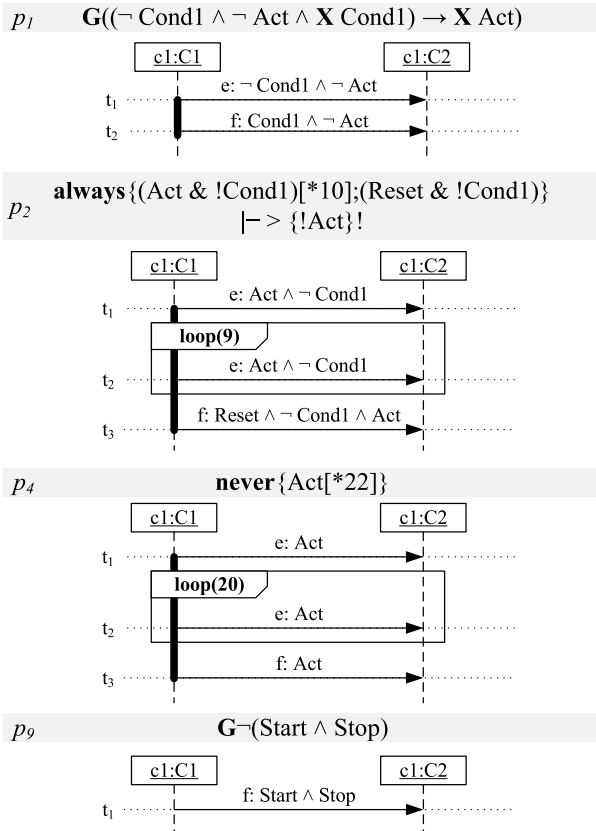 p1 G((¬ Cond1 ∧ ¬ Act ∧ X Cond1) → X Act)
c1:C1 c1:C2
e: ¬ Cond1 ∧ ¬ Act
t1
f: Cond1 ∧ ¬ Act
t2
p2 always{(Act & !Cond1)[*10];(Reset & !Cond1)}
|− > {!Act}!
c1:C1 c1:C2
e: Act ∧ ¬ Cond1
t1
loop(9)
e: Act ∧ ¬ Cond1
t2
f: Reset ∧ ¬ Cond1 ∧ Act
t3
p4 never{Act[*22]}
c1:C1 c1:C2
e: Act
t1
loop(20)
e: Act
t2
f: Act
t3
p9 G¬(Start ∧ Stop)
c1:C1 c1:C2
f: Start ∧ Stop
t1